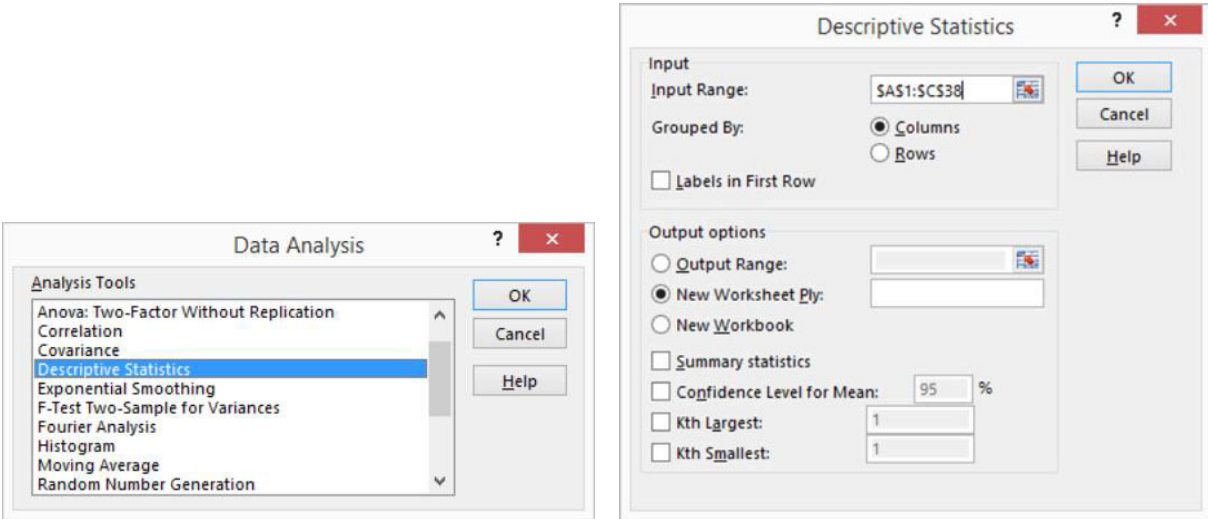 Data Analysis
?
×
Analysis Tools
Anova: Two-Factor Without Replication
Correlation
Covariance
Descriptive Statistics
Exponential Smoothing
F-Test Two-Sample for Variances
Fourier Analysis
Histogram
Moving Average
Random Number Generation
OK
Cancel
Help
Descriptive Statistics
?
×
Input
Input Range: $A$1:$C$38
Grouped By: Columns
Rows
Labels in First Row
OK
Cancel
Help
Output options
Output Range:
New Worksheet Ply:
New Workbook
Summary statistics
Confidence Level for Mean: 95 %
Kth Largest: 1
Kth Smallest: 1